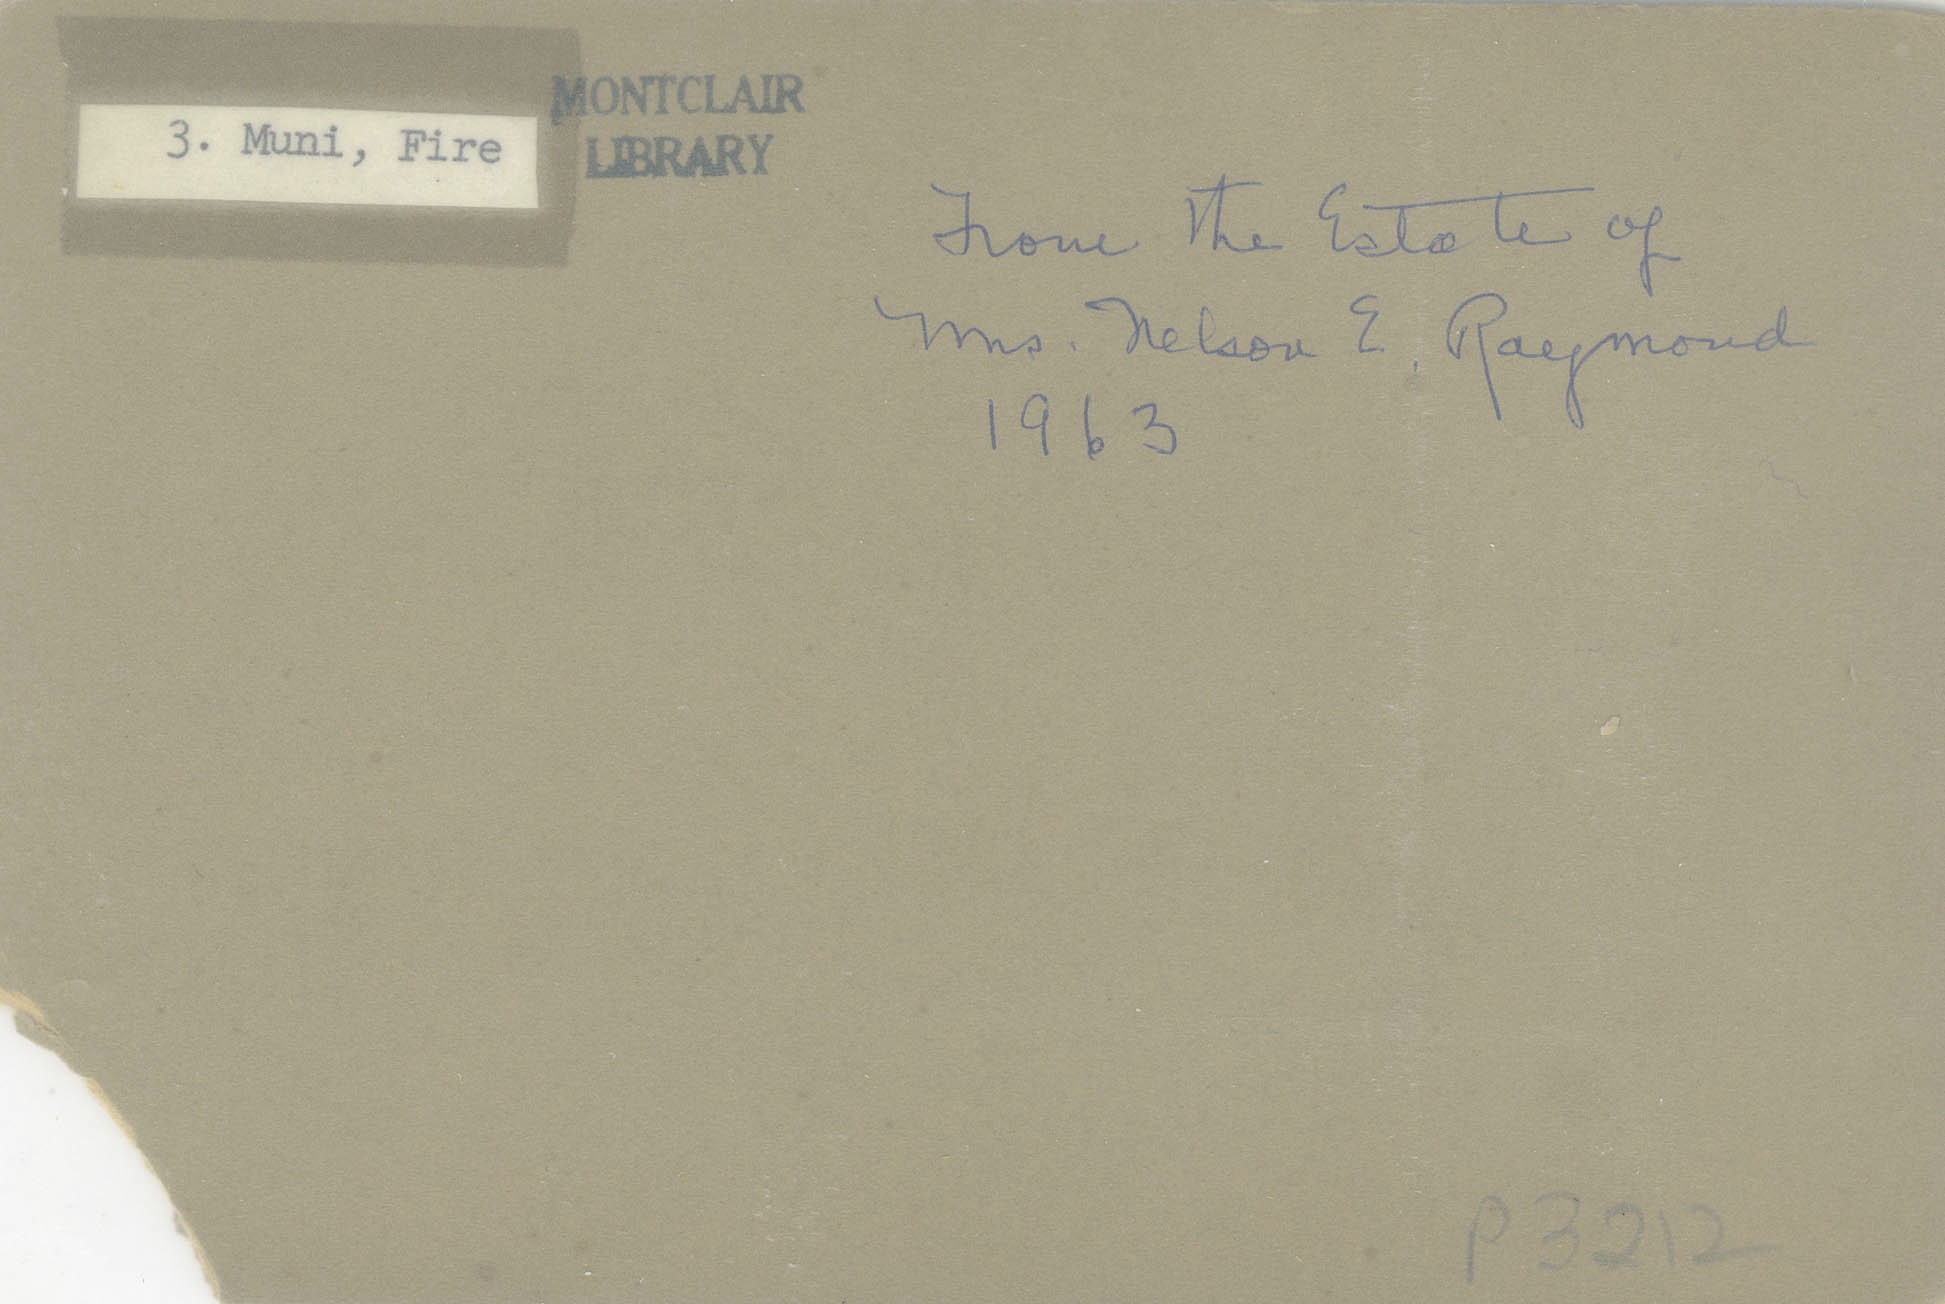 3. Muni, Fire
MONTCLAIR
LIBRARY
From the Estate of
Mrs. Nelson E. Raymond
1963
P3212